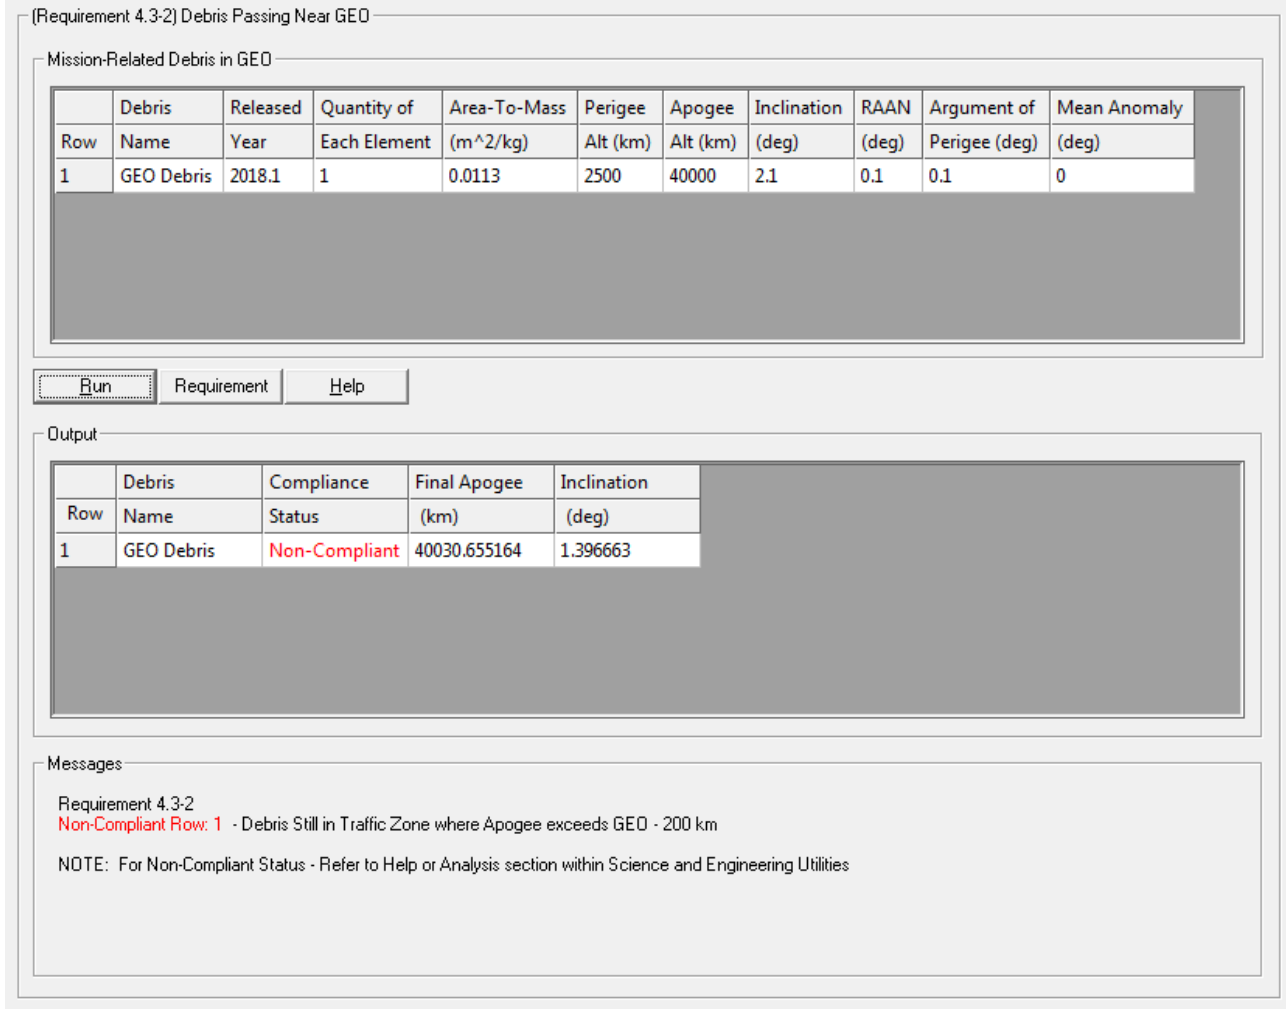 (Requirement 4.3-2) Debris Passing Near GEO
Mission-Related Debris in GEO
Debris Released Quantity of Area-To-Mass Perigee Apogee Inclination RAAN Argument of Mean Anomaly
Row Name Year Each Element (m^2/kg) Alt (km) Alt (km) (deg) (deg) Perigee (deg) (deg)
1 GEO Debris 2018.1 1 0.0113 2500 40000 2.1 0.1 0.1 0
Run Requirement Help
Output
Debris Compliance Final Apogee Inclination
Row Name Status (km) (deg)
1 GEO Debris Non-Compliant 40030.655164 1.396663
Messages
Requirement 4.3-2
Non-Compliant Row: 1 - Debris Still in Traffic Zone where Apogee exceeds GEO - 200 km
NOTE: For Non-Compliant Status - Refer to Help or Analysis section within Science and Engineering Utilities